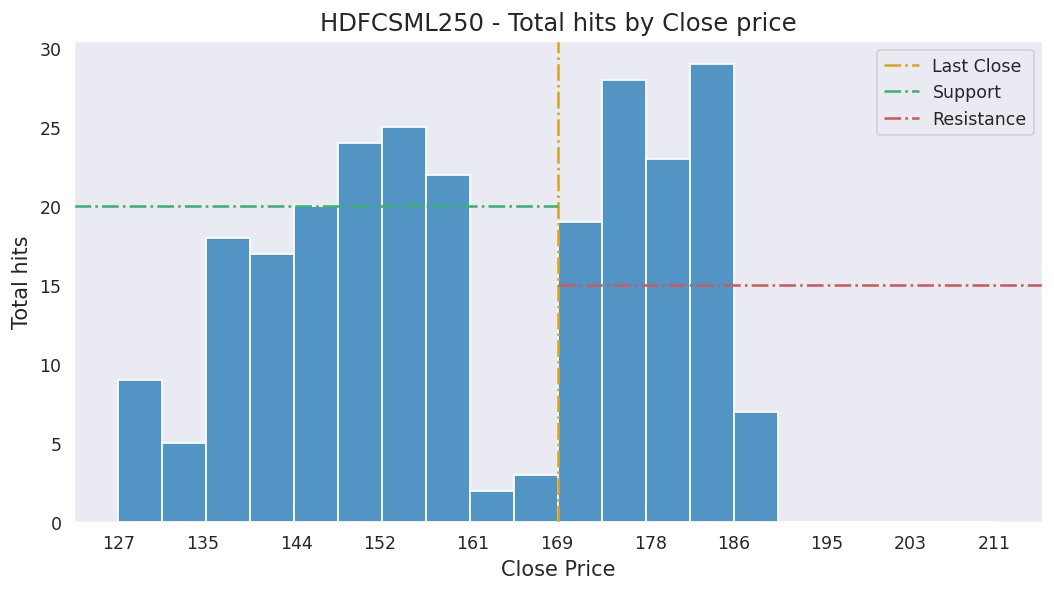 HDFCSML250 - Total hits by Close price
30
25
20
15
10
5
0
Total hits
Last Close
Support
Resistance
127 135 144 152 161 169 178 186 195 203 211
Close Price